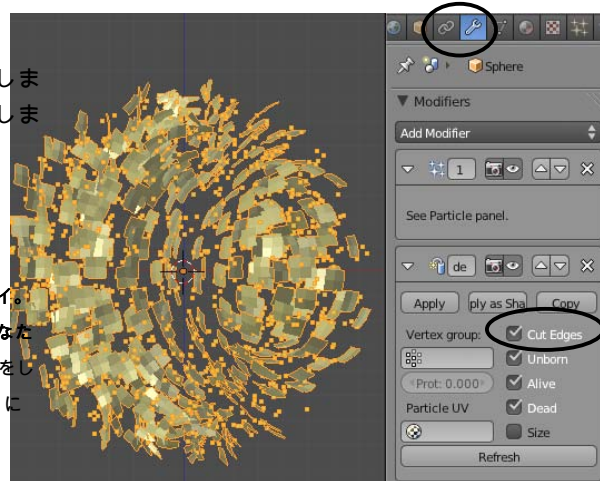 しま
しま
イ。
なた
をし
に
Sphere
Modifiers
Add Modifier
1
See Particle panel.
de
Apply ply as Sha Copy
Vertex group: Cut Edges
Unborn
Prot: 0.000 Alive
Particle UV Dead
Size
Refresh